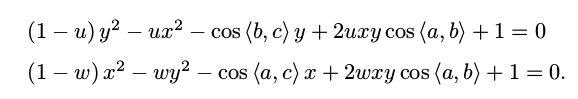 (1 − u) y² − ux² − cos ⟨b, c⟩ y + 2uxy cos ⟨a, b⟩ + 1 = 0
(1 − w) x² − wy² − cos ⟨a, c⟩ x + 2wxy cos ⟨a, b⟩ + 1 = 0.